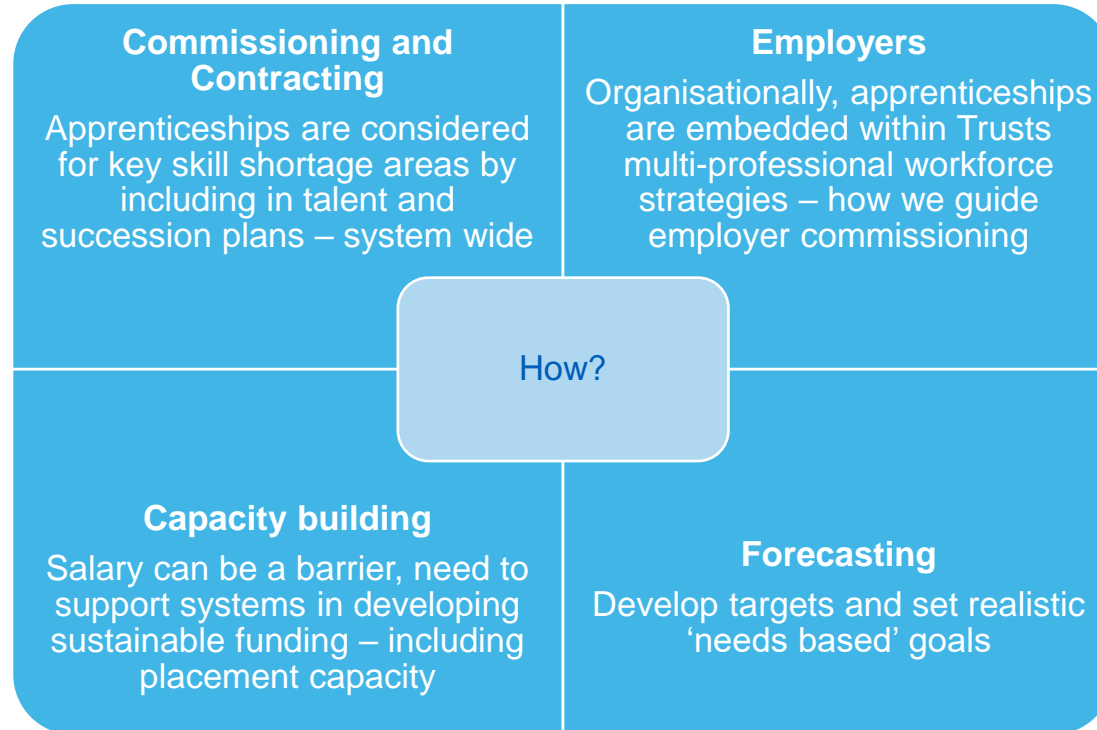 Commissioning and
Contracting
Apprenticeships are considered
for key skill shortage areas by
including in talent and
succession plans – system wide
Employers
Organisationally, apprenticeships
are embedded within Trusts
multi-professional workforce
strategies – how we guide
employer commissioning
How?
Capacity building
Salary can be a barrier, need to
support systems in developing
sustainable funding – including
placement capacity
Forecasting
Develop targets and set realistic
‘needs based’ goals